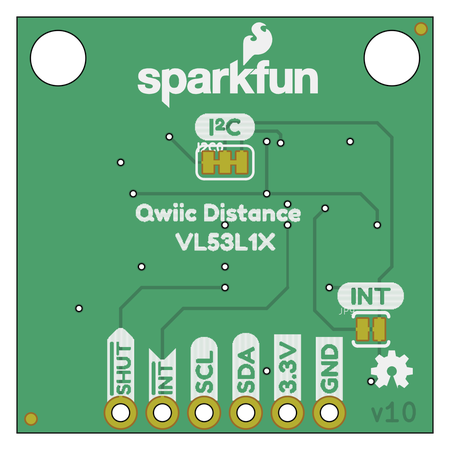 sparkfun
I²C
Qwiic Distance
VL53L1X
INT
SHUT
INT
SCL
SDA
3.3V
GND
v10